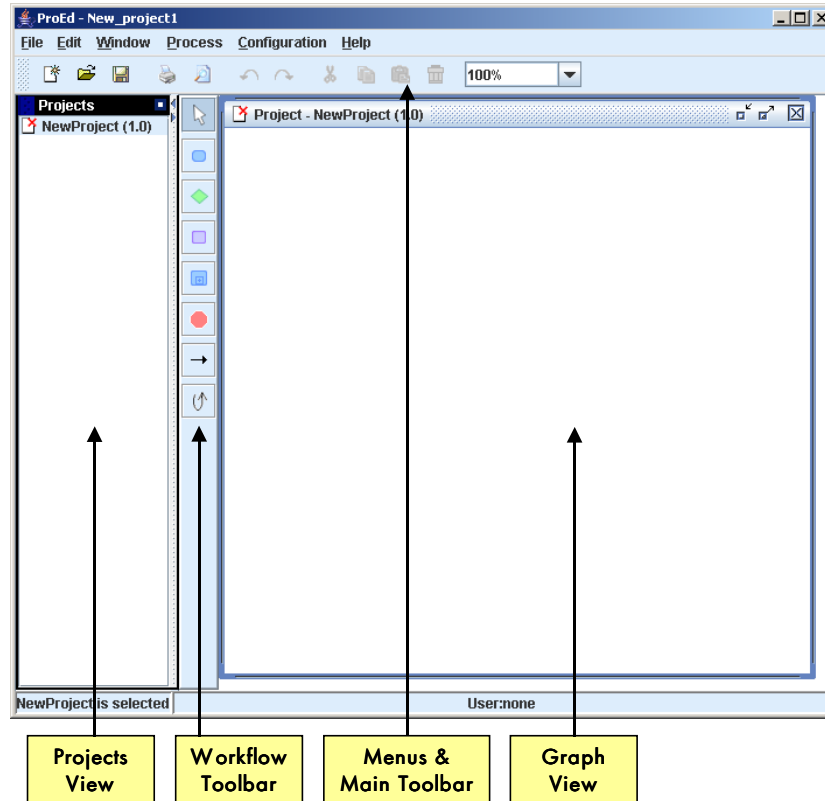 ProEd - New_project1
File Edit Window Process Configuration Help
100%
Projects
NewProject (1.0)
Project - NewProject (1.0)
NewProject is selected
User:none
Projects
View
Workflow
Toolbar
Menus &
Main Toolbar
Graph
View